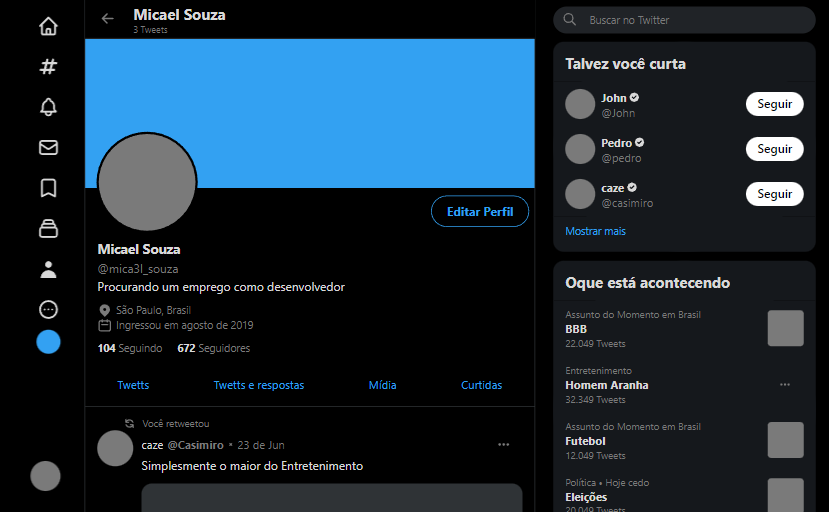 Micael Souza
3 Tweets
Editar Perfil
Micael Souza
@mica3l_souza
Procurando um emprego como desenvolvedor
São Paulo, Brasil
Ingressou em agosto de 2019
104 Seguindo 672 Seguidores
Twetts Twetts e respostas Mídia Curtidas
Você retweetou
caze @Casimiro • 23 de Jun
Simplesmente o maior do Entretenimento
Buscar no Twitter
Talvez você curta
John
@John
Seguir
Pedro
@pedro
Seguir
caze
@casimiro
Seguir
Mostrar mais
Oque está acontecendo
Assunto do Momento em Brasil
BBB
22.049 Tweets
Entretenimento
Homem Aranha
32.349 Tweets
Assunto do Momento em Brasil
Futebol
12.049 Tweets
Política • Hoje cedo
Eleições
20.049 Tweets